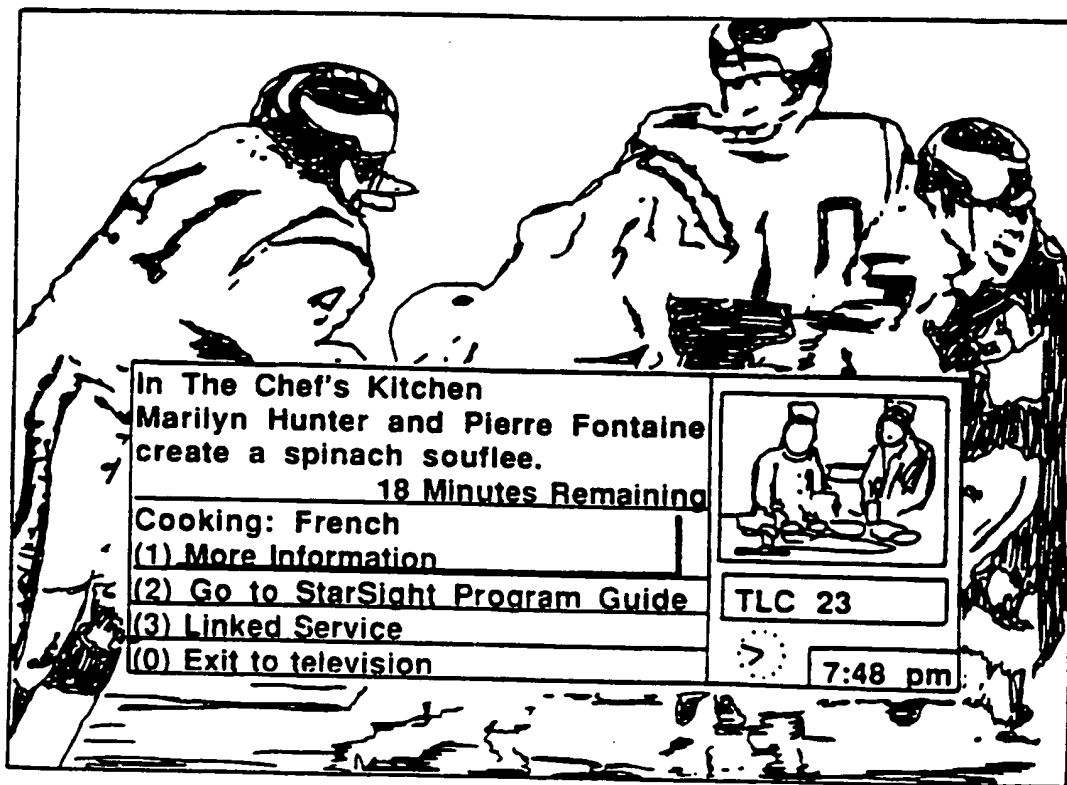 In The Chef's Kitchen
Marilyn Hunter and Pierre Fontaine
create a spinach souflee.
18 Minutes Remaining
Cooking: French
(1) More Information
(2) Go to StarSight Program Guide
(3) Linked Service
(0) Exit to television
TLC 23
7:48 pm